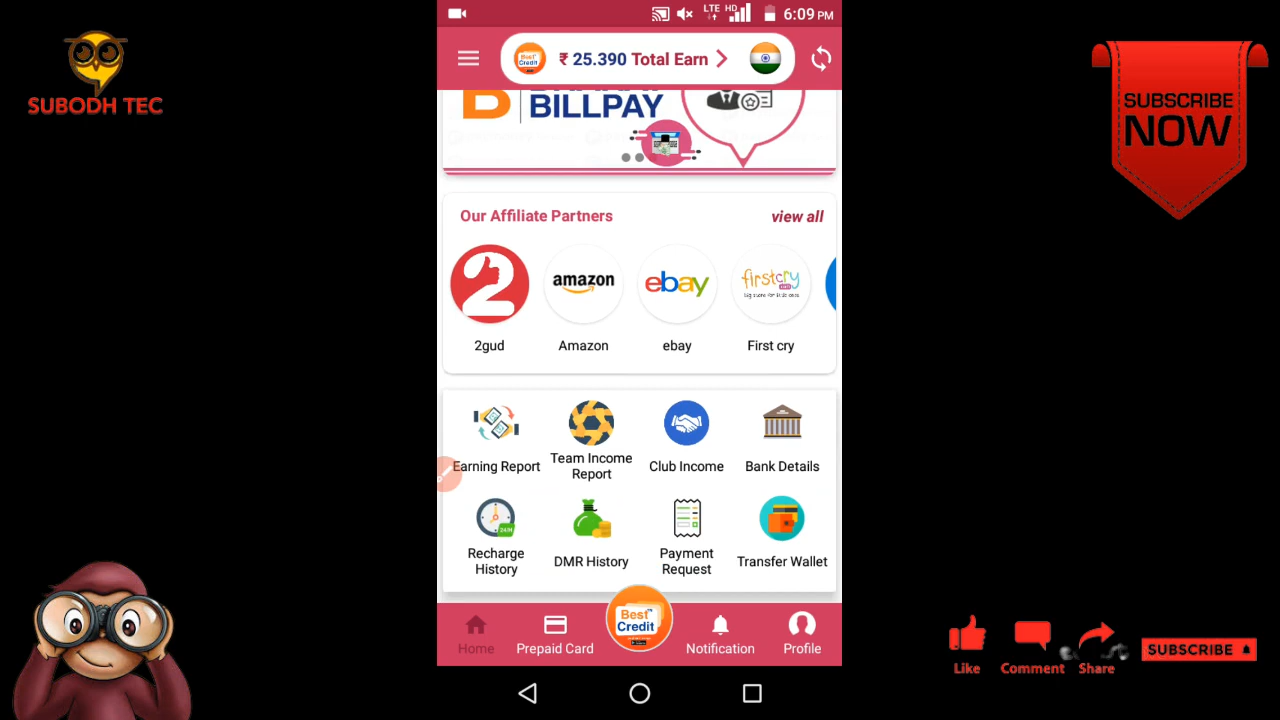 SUBODH TEC
LTE HD 6:09 PM
Best Credit ₹ 25.390 Total Earn
BILLPAY
Our Affiliate Partners view all
2 amazon ebay firstcry
2gud Amazon ebay First cry
Earning Report Team Income Report Club Income Bank Details
Recharge History DMR History Payment Request Transfer Wallet
Best Credit
Home Prepaid Card Notification Profile
SUBSCRIBE
NOW
Like Comment Share SUBSCRIBE